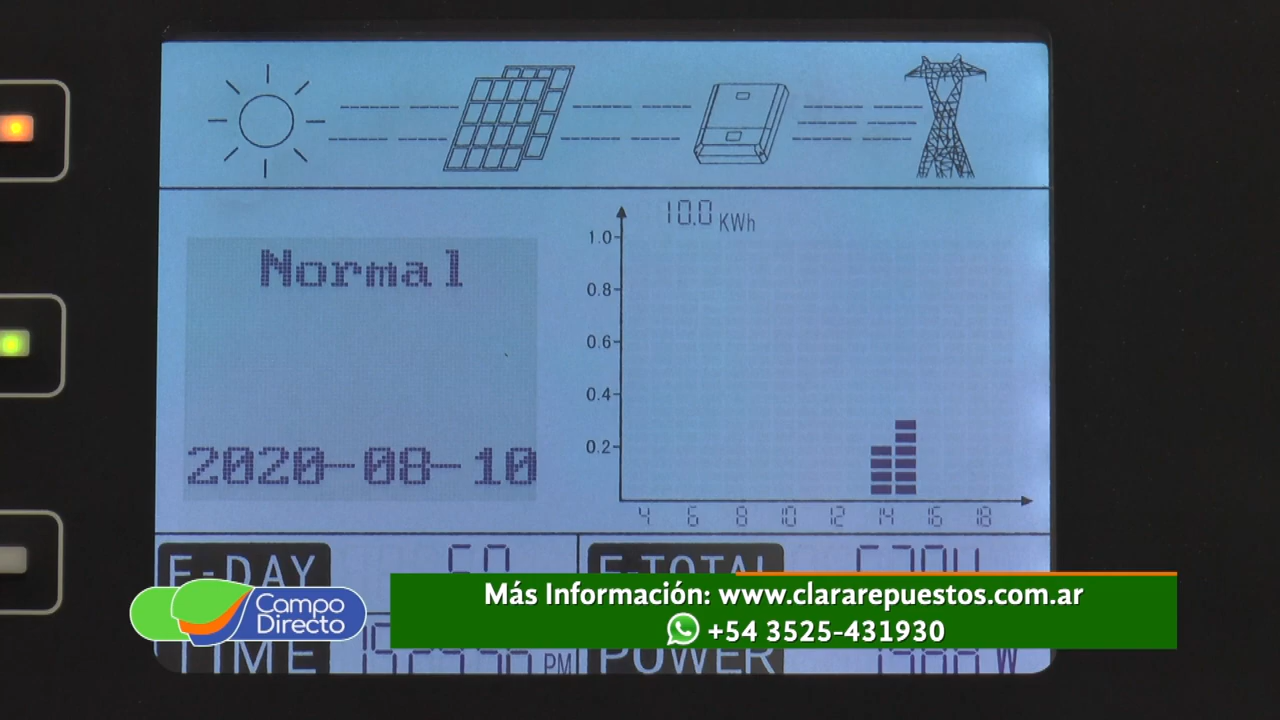 10.0 KWh
1.0
0.8
0.6
0.4
0.2
4 6 8 10 12 14 16 18
Normal
2020-08-10
E-DAY
E-TOTAL
TIME
PM
POWER
W
Campo
Directo
Más Información: www.clararepuestos.com.ar
+54 3525-431930